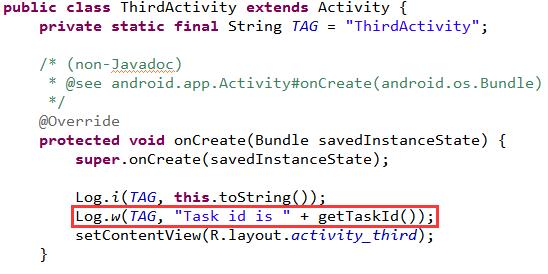 public class ThirdActivity extends Activity {
    private static final String TAG = "ThirdActivity";

    /* (non-Javadoc)
     * @see android.app.Activity#onCreate(android.os.Bundle)
     */
    @Override
    protected void onCreate(Bundle savedInstanceState) {
        super.onCreate(savedInstanceState);

        Log.i(TAG, this.toString());
        Log.w(TAG, "Task id is " + getTaskId());
        setContentView(R.layout.activity_third);
    }